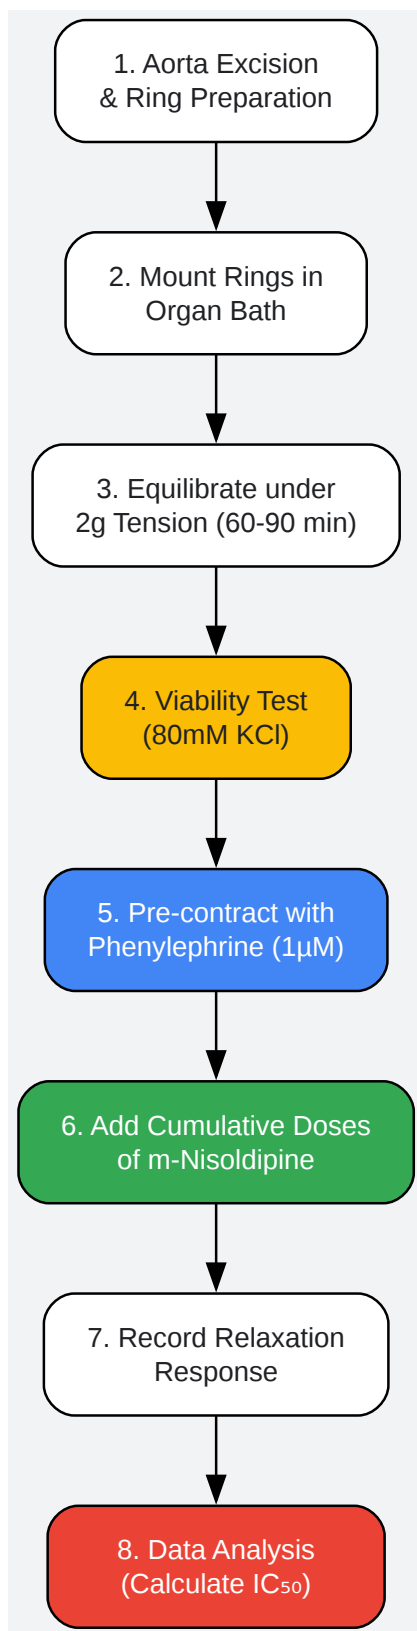 1. Aorta Excision
& Ring Preparation
2. Mount Rings in
Organ Bath
3. Equilibrate under
2g Tension (60-90 min)
4. Viability Test
(80mM KCl)
5. Pre-contract with
Phenylephrine (1µM)
6. Add Cumulative Doses
of m-Nisoldipine
7. Record Relaxation
Response
8. Data Analysis
(Calculate IC₅₀)